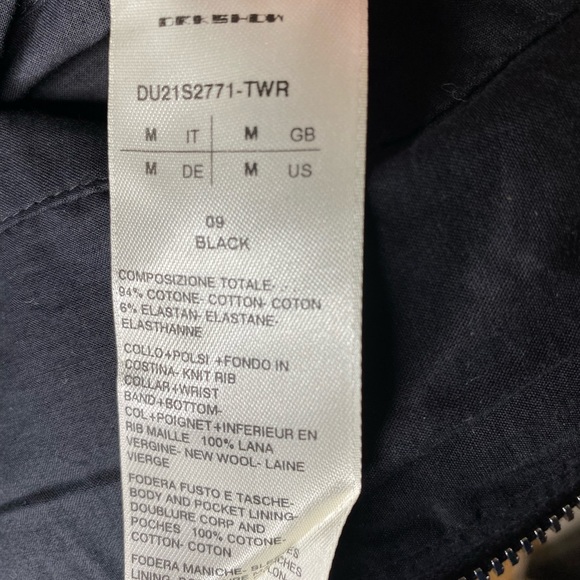 DRKSHDW
DU21S2771-TWR
M IT M GB
M DE M US
09
BLACK
COMPOSIZIONE TOTALE-
94% COTONE- COTTON- COTON
6% ELASTAN- ELASTANE-
ELASTHANNE
COLLO+POLSI +FONDO IN
COSTINA- KNIT RIB
COLLAR+WRIST
BAND+BOTTOM-
COL+POIGNET+INFERIEUR EN
RIB MAILLE 100% LANA
VERGINE- NEW WOOL- LAINE
VIERGE
FODERA FUSTO E TASCHE-
BODY AND POCKET LINING-
DOUBLURE CORP AND
POCHES 100% COTONE-
COTTON-COTON
FODERA MANICHE-
LINING-